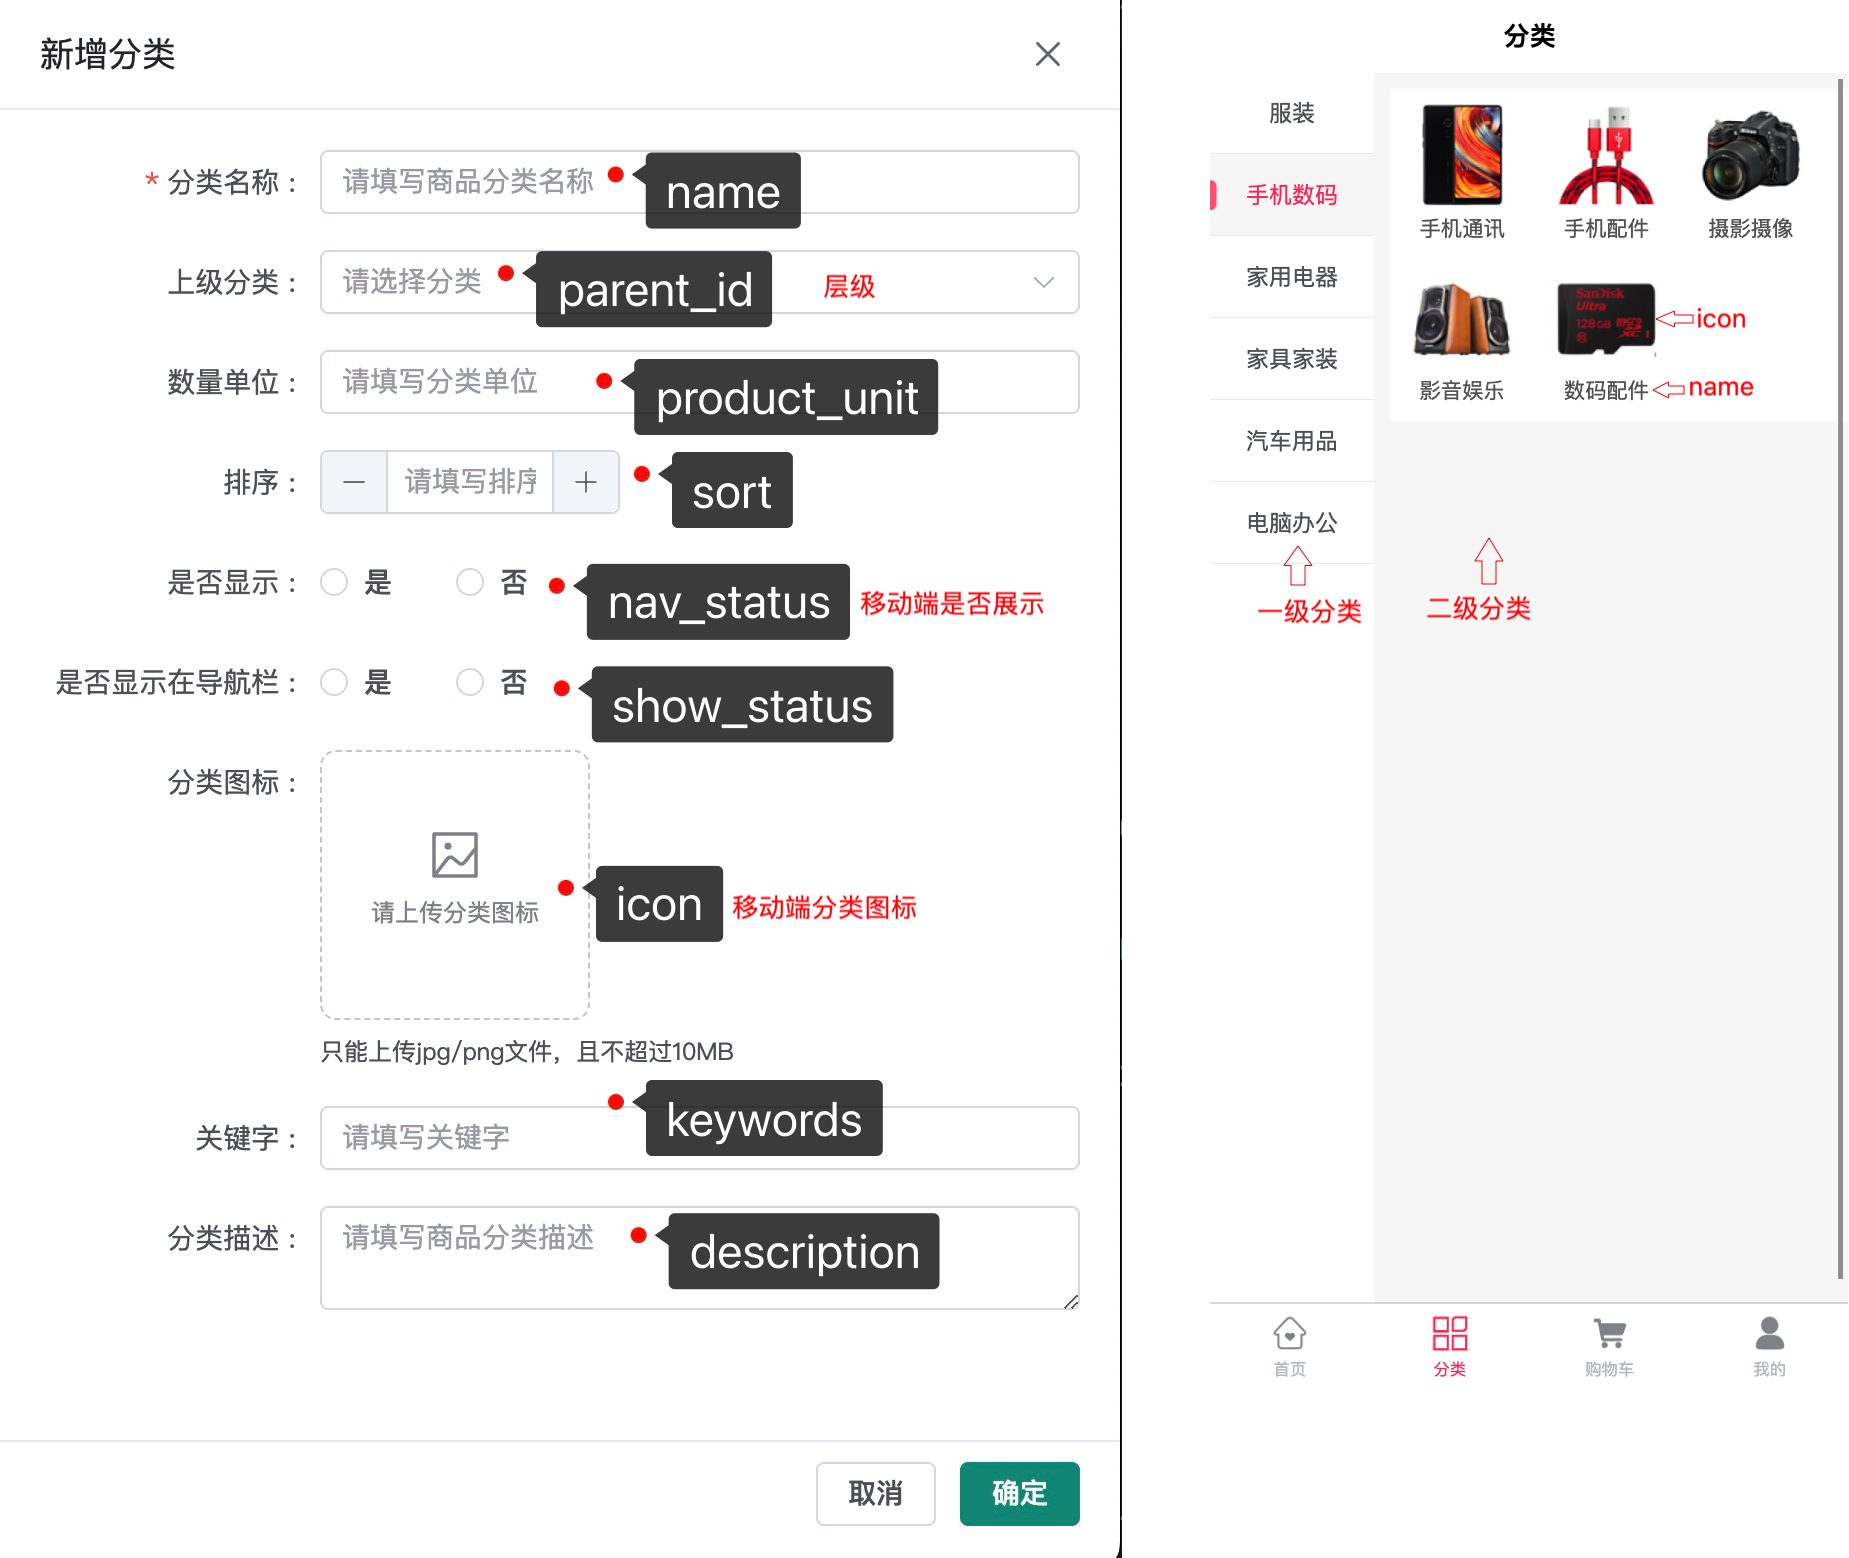 新增分类
* 分类名称：
请填写商品分类名称
name
上级分类：
请选择分类
parent_id
层级
数量单位：
请填写分类单位
product_unit
排序：
请填写排序
sort
是否显示：
是
否
nav_status
移动端是否展示
是否显示在导航栏：
是
否
show_status
分类图标：
请上传分类图标
icon
移动端分类图标
只能上传jpg/png文件，且不超过10MB
关键字：
请填写关键字
keywords
分类描述：
请填写商品分类描述
description
取消
确定
分类
服装
手机数码
家用电器
家具家装
汽车用品
电脑办公
一级分类
手机通讯
手机配件
摄影摄像
SanDisk
Ultra
128GB
icon
影音娱乐
数码配件
name
二级分类
首页
分类
购物车
我的